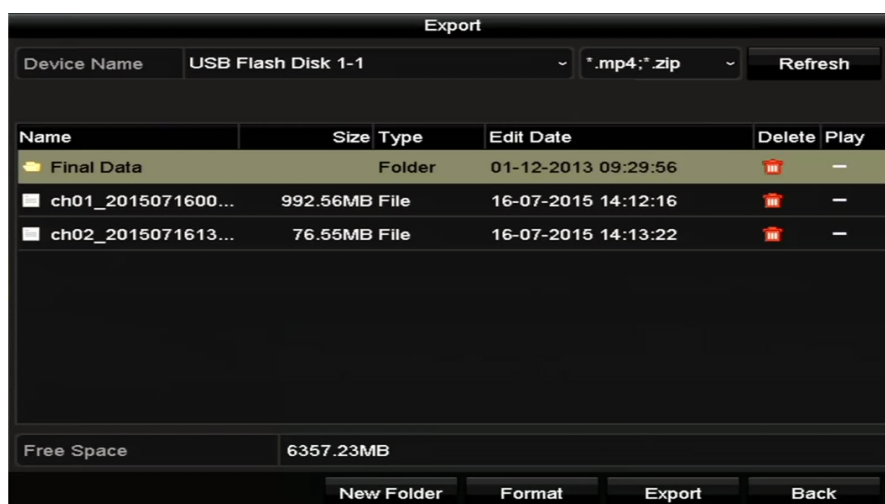 Export
Device Name USB Flash Disk 1-1 *.mp4;*.zip Refresh
Name Size Type Edit Date Delete Play
Final Data Folder 01-12-2013 09:29:56 –
ch01_2015071600... 992.56MB File 16-07-2015 14:12:16 –
ch02_2015071613... 76.55MB File 16-07-2015 14:13:22 –
Free Space 6357.23MB
New Folder Format Export Back